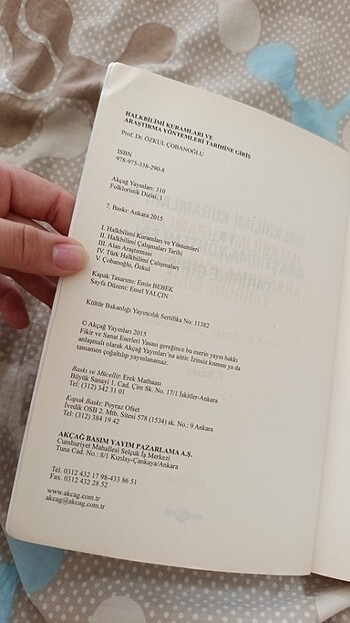 HALKBİLİMİ KURAMLARI VE
ARAŞTIRMA YÖNTEMLERİ TARİHİNE GİRİŞ
Prof. Dr. ÖZKUL ÇOBANOĞLU
ISBN
978-975-338-290-8
Akçağ Yayınları: 310
Folkloristik Dizisi: 1
7. Baskı: Ankara 2015
I. Halkbilimi Kuramları ve Yöntemleri
II. Halkbilimi Çalışmaları Tarihi
III. Alan Araştırması
IV. Türk Halkbilimi Çalışmaları
V. Çobanoğlu, Özkul
Kapak Tasarımı: Emin BEBEK
Sayfa Düzeni: Emel YALÇIN
Kültür Bakanlığı Yayıncılık Sertifika No: 11382
© Akçağ Yayınları 2015
Fikir ve Sanat Eserleri Yasası gereğince bu eserin yayın hakkı
anlaşmalı olarak Akçağ Yayınları'na aittir. İzinsiz kısmen ya da
tamamen çoğaltılıp yayınlanamaz.
Baskı ve Mücellit: Erek Matbaası
Büyük Sanayi 1. Cad. Çim Sk. No. 17/1 İskitler-Ankara
Tel: (312) 342 31 01
Kapak Baskı: Poyraz Ofset
İvedik OSB 2. Mtb. Sitesi 578 (1534) sk. No.: 9 Ankara
Tel: (312) 384 19 42
AKÇAĞ BASIM YAYIM PAZARLAMA A.Ş.
Cumhuriyet Mahallesi Selçuk İş Merkezi
Tuna Cad. No.: 8/1 Kızılay-Çankaya/Ankara
Tel. 0312 432 17 98-433 86 51
Fax. 0312 432 28 52
www.akcag.com.tr
akcag@akcag.com.tr